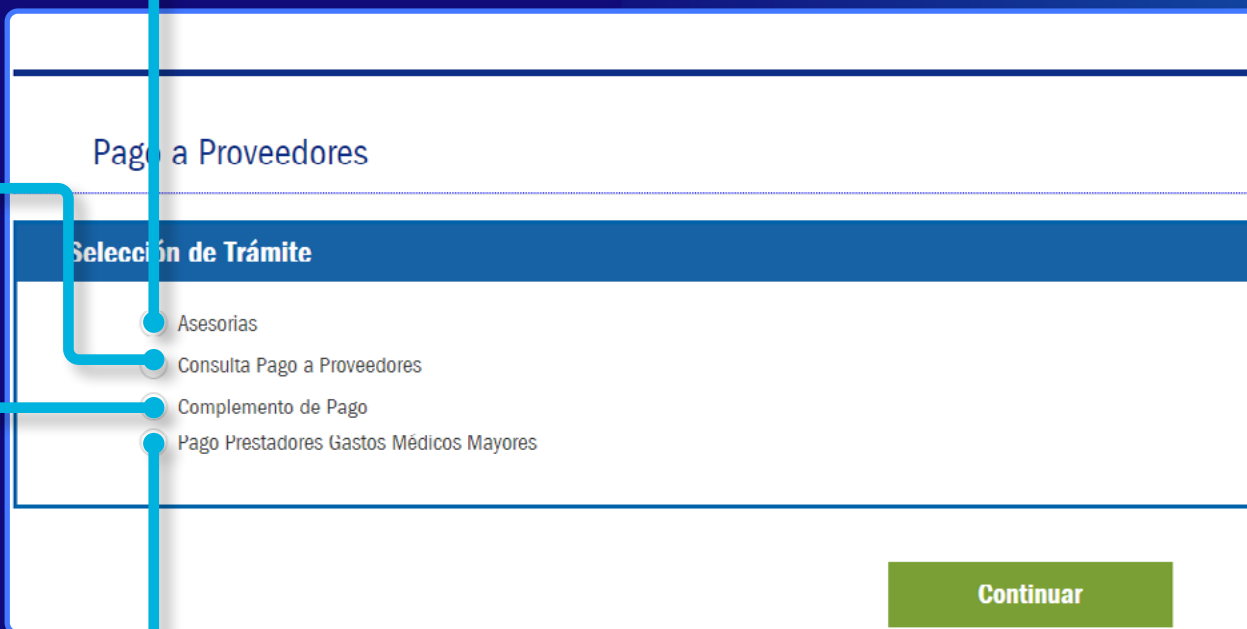 Pago a Proveedores
Selección de Trámite
Asesorias
Consulta Pago a Proveedores
Complemento de Pago
Pago Prestadores Gastos Médicos Mayores
Continuar